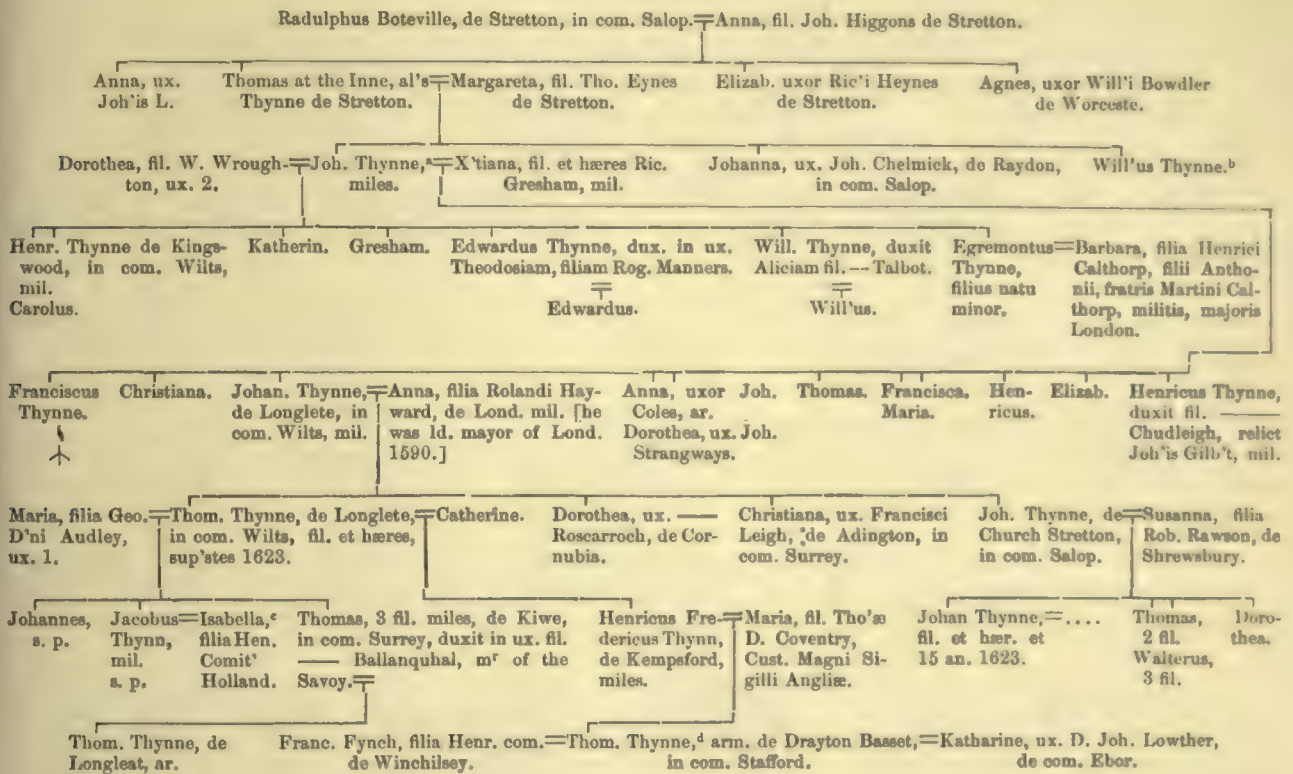 Radulphus Boteville, de Stretton, in com. Salop.=Anna, fil. Joh. Higgons de Stretton.
Anna, ux.
Joh'is L.
Thomas at the Inne, al's
Thynne de Stretton.
Margareta, fil. Tho. Eynes
de Stretton.
Elizab. uxor Ric'i Heynes
de Stretton.
Agnes, uxor Will'i Bowdler
de Worceste.
Dorothea, fil. W. Wrough-
ton, ux. 2.
Joh. Thynne,ᵃ
miles.
X'tiana, fil. et hæres Ric.
Gresham, mil.
Johanna, ux. Joh. Chelmick, de Raydon,
in com. Salop.
Will'us Thynne.ᵇ
Henr. Thynne de Kings-
wood, in com. Wilts,
mil.
Carolus.
Katherin.
Gresham.
Edwardus Thynne, dux. in ux.
Theodosiam, filiam Rog. Manners.
Edwardus.
Will. Thynne, duxit
Aliciam fil. — Talbot.
Will'us.
Egremontus
Thynne,
filius natu
minor.
Barbara, filia Henrici
Calthorp, filii Antho-
nii, fratris Martini Cal-
thorp, militis, majoris
London.
Franciscus
Thynne.
Christiana.
Johan. Thynne,
de Longlete, in
com. Wilts, mil.
Anna, filia Rolandi Hay-
ward, de Lond. mil. [he
was ld. mayor of Lond.
1590.]
Anna, uxor Joh.
Coles, ar.
Dorothea, ux. Joh.
Strangways.
Thomas.
Francisca.
Maria.
Hen-
ricus.
Elizab.
Henricus Thynne,
duxit fil. ——
Chudleigh, relict
Joh'is Gilb't, mil.
Maria, filia Geo.
D'ni Audley,
ux. 1.
Thom. Thynne, de Longlete,
in com. Wilts, fil. et hæres,
sup'stes 1623.
Catherine.
Dorothea, ux. ——
Roscarroch, de Cor-
nubia.
Christiana, ux. Francisci
Leigh, de Adington, in
com. Surrey.
Joh. Thynne, de
Church Stretton,
in com. Salop.
Susanna, filia
Rob. Rawson, de
Shrewsbury.
Johannes,
s. p.
Jacobus
Thynn,
mil.
s. p.
Isabella,ᶜ
filia Hen.
Comit'
Holland.
Thomas, 3 fil. miles, de Kiwe,
in com. Surrey, duxit in ux. fil.
—— Ballanquhal, mʳ of the
Savoy.
Henricus Fre-
dericus Thynn,
de Kempsford,
miles.
Maria, fil. Tho'æ
D. Coventry,
Cust. Magni Si-
gilli Angliæ.
Johan Thynne,=....
fil. et hær. et
15 an. 1623.
Thomas,
2 fil.
Walterus,
3 fil.
Doro-
thea.
Thom. Thynne, de
Longleat, ar.
Franc. Fynch, filia Henr. com.
de Winchilsey.
Thom. Thynne,ᵈ arm. de Drayton Basset,
in com. Stafford.
Katharine, ux. D. Joh. Lowther,
de com. Ebor.